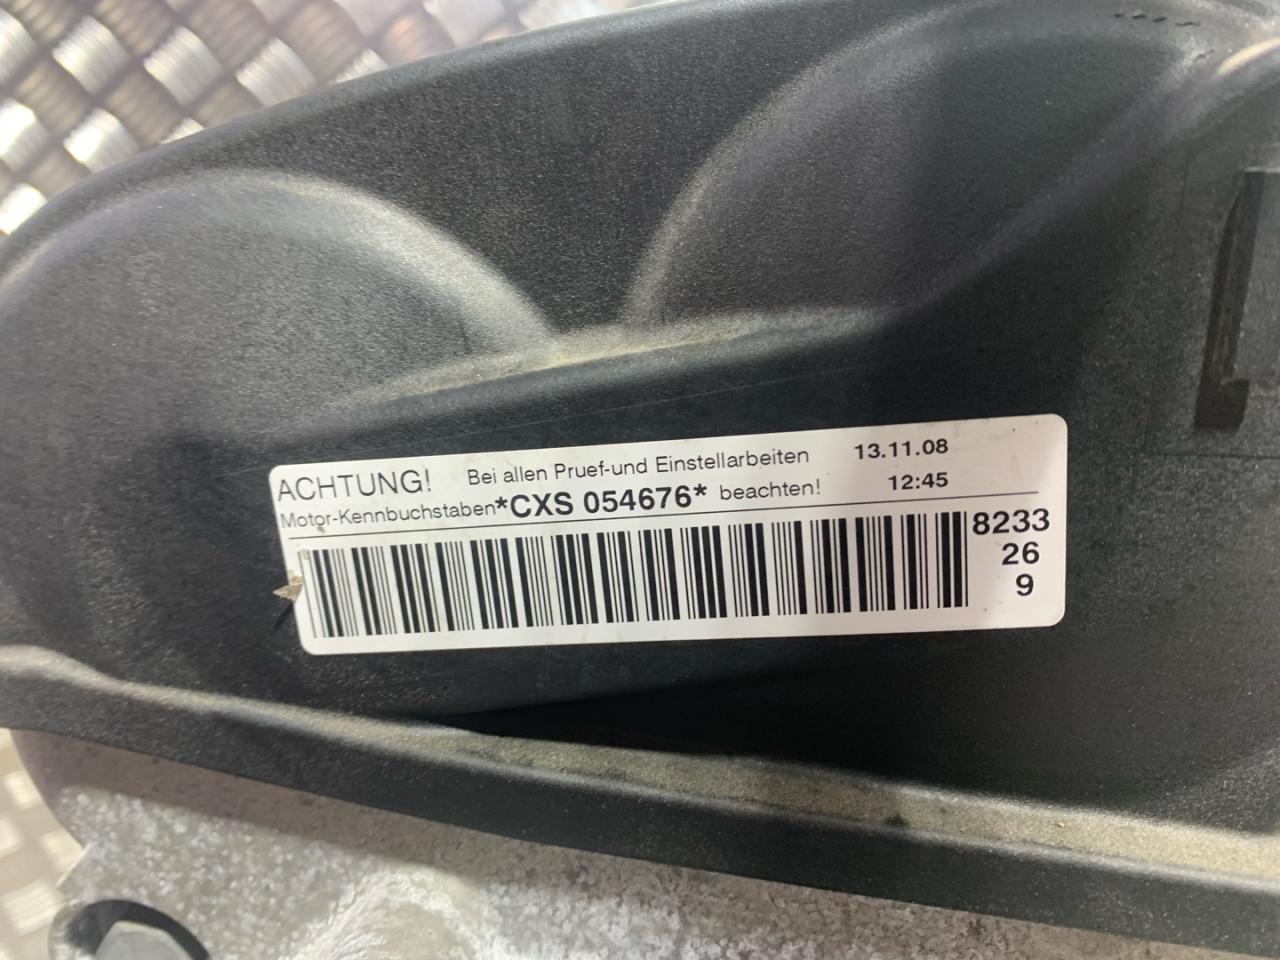 ACHTUNG! Bei allen Pruef-und Einstellarbeiten 13.11.08
Motor-Kennbuchstaben*CXS 054676* beachten! 12:45
8233
26
9